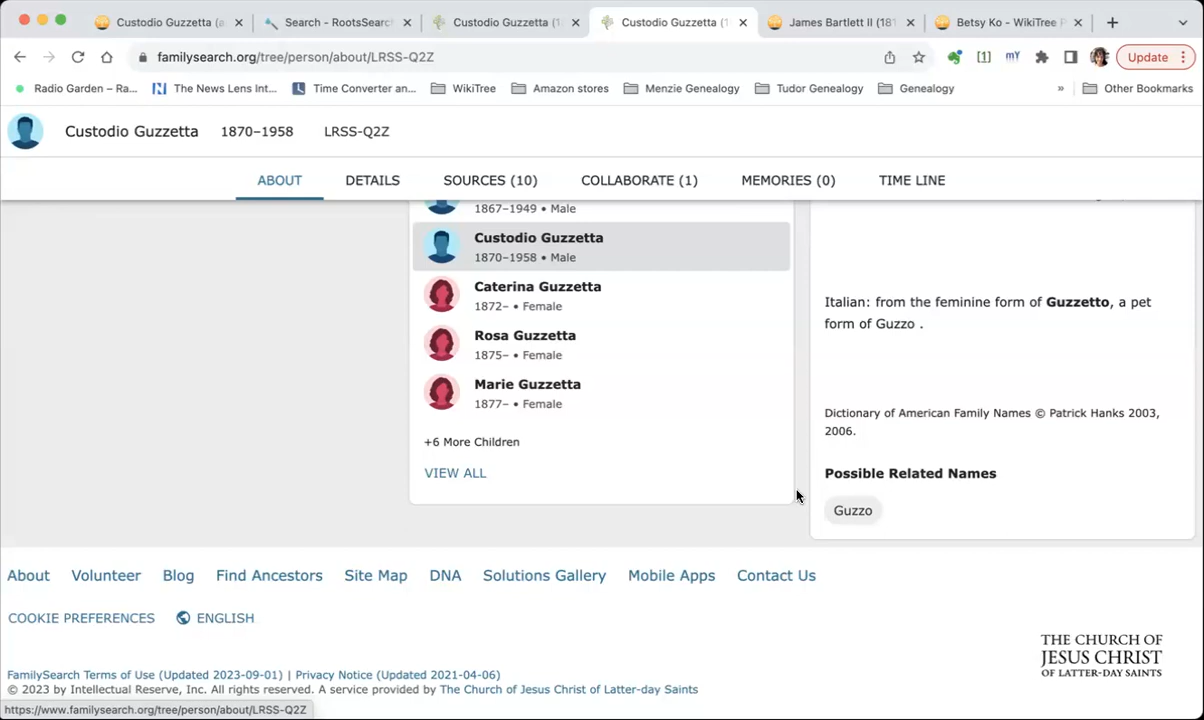 Custodio Guzzetta (a
Search - RootsSearc
Custodio Guzzetta (1
Custodio Guzzetta (1
James Bartlett II (18
Betsy Ko - WikiTree P
familysearch.org/tree/person/about/LRSS-Q2Z
[1]
mY
Update
Radio Garden – Ra...
The News Lens Int...
Time Converter an...
WikiTree
Amazon stores
Menzie Genealogy
Tudor Genealogy
Genealogy
»
Other Bookmarks
Custodio Guzzetta 1870–1958 LRSS-Q2Z
ABOUT
DETAILS
SOURCES (10)
COLLABORATE (1)
MEMORIES (0)
TIME LINE
1867–1949 • Male
Custodio Guzzetta
1870–1958 • Male
Caterina Guzzetta
1872– • Female
Rosa Guzzetta
1875– • Female
Marie Guzzetta
1877– • Female
+6 More Children
VIEW ALL
Italian: from the feminine form of Guzzetto, a pet
form of Guzzo .
Dictionary of American Family Names © Patrick Hanks 2003,
2006.
Possible Related Names
Guzzo
About
Volunteer
Blog
Find Ancestors
Site Map
DNA
Solutions Gallery
Mobile Apps
Contact Us
COOKIE PREFERENCES
ENGLISH
THE CHURCH OF
JESUS CHRIST
OF LATTER-DAY SAINTS
FamilySearch Terms of Use (Updated 2023-09-01) | Privacy Notice (Updated 2021-04-06)
© 2023 by Intellectual Reserve, Inc. All rights reserved. A service provided by The Church of Jesus Christ of Latter-day Saints
https://www.familysearch.org/tree/person/about/LRSS-Q2Z